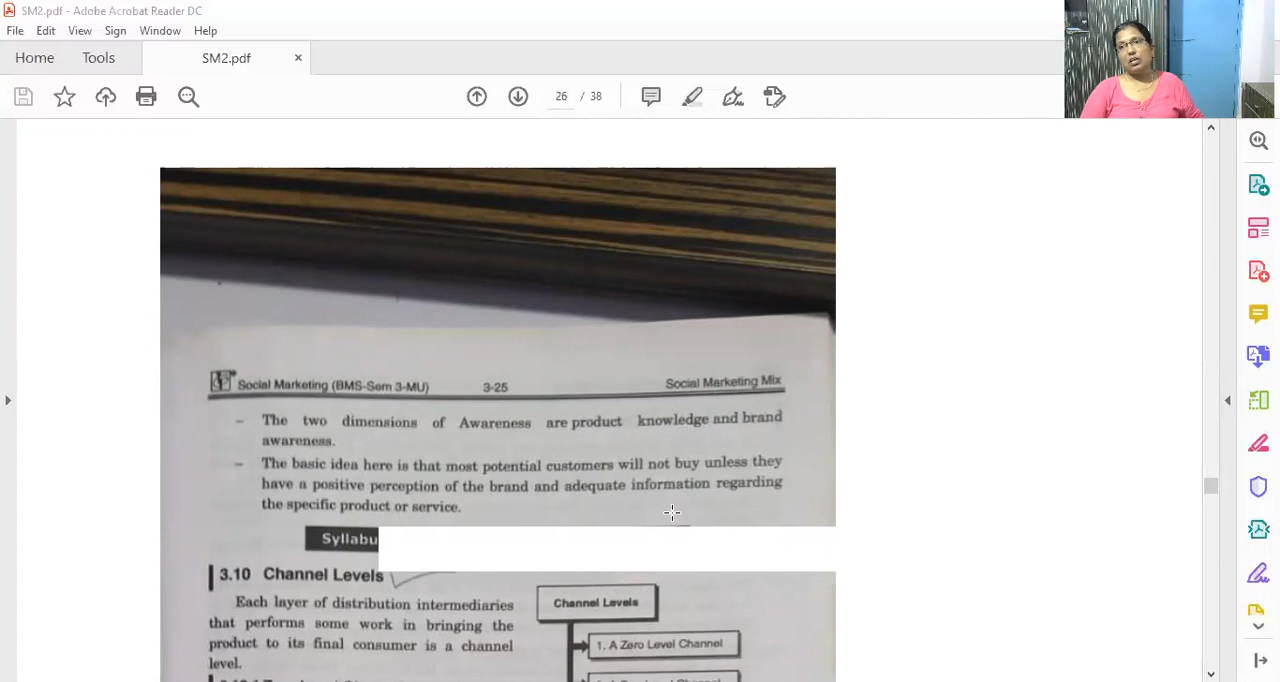 SM2.pdf - Adobe Acrobat Reader DC
File Edit View Sign Window Help
Home Tools SM2.pdf ×
26 / 38
Social Marketing (BMS-Sem 3-MU) 3-25 Social Marketing Mix
– The two dimensions of Awareness are product knowledge and brand
awareness.
– The basic idea here is that most potential customers will not buy unless they
have a positive perception of the brand and adequate information regarding
the specific product or service.
Syllabu
3.10 Channel Levels
Each layer of distribution intermediaries
that performs some work in bringing the
product to its final consumer is a channel
level.
Channel Levels
1. A Zero Level Channel